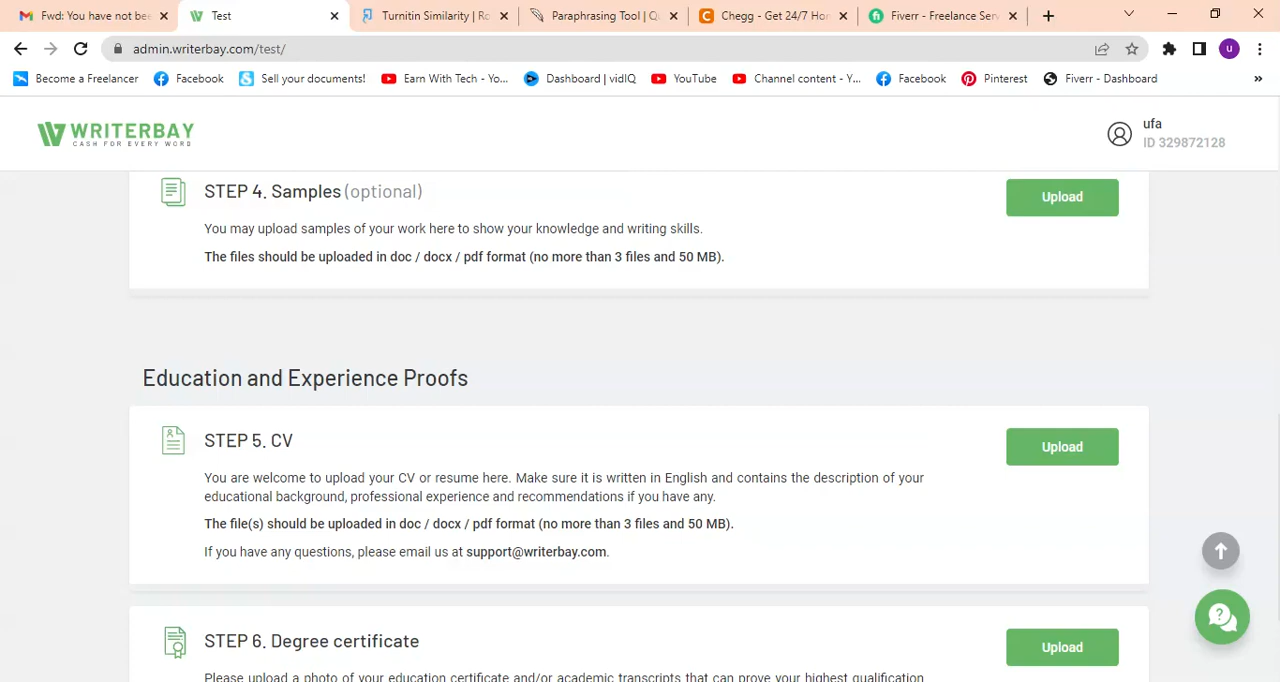 Fwd: You have not bee
Test
Turnitin Similarity | Ro
Paraphrasing Tool | Q
Chegg - Get 24/7 Hor
Fiverr - Freelance Serv
admin.writerbay.com/test/
u
Become a Freelancer
Facebook
Sell your documents!
Earn With Tech - Yo...
Dashboard | vidIQ
YouTube
Channel content - Y...
Facebook
Pinterest
Fiverr - Dashboard
WRITERBAY
CASH FOR EVERY WORD
ufa
ID 329872128
STEP 4. Samples (optional)
Upload
You may upload samples of your work here to show your knowledge and writing skills.
The files should be uploaded in doc / docx / pdf format (no more than 3 files and 50 MB).
Education and Experience Proofs
STEP 5. CV
Upload
You are welcome to upload your CV or resume here. Make sure it is written in English and contains the description of your
educational background, professional experience and recommendations if you have any.
The file(s) should be uploaded in doc / docx / pdf format (no more than 3 files and 50 MB).
If you have any questions, please email us at support@writerbay.com.
STEP 6. Degree certificate
Upload
Please upload a photo of your education certificate and/or academic transcripts that can prove your highest qualification